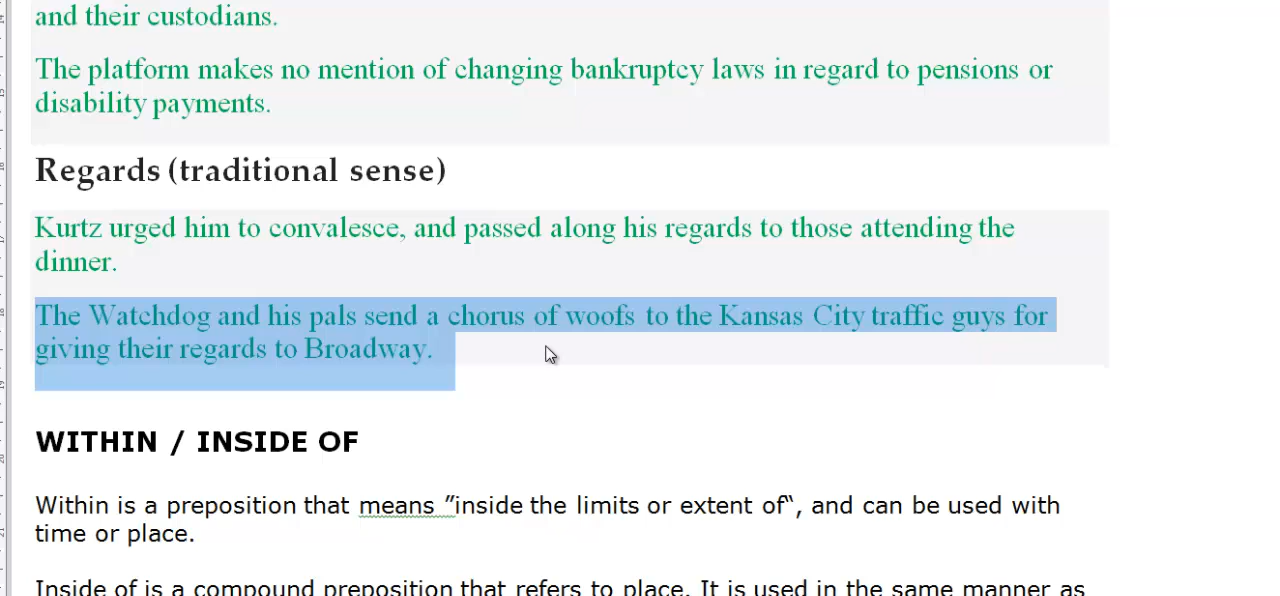 and their custodians.
The platform makes no mention of changing bankruptcy laws in regard to pensions or
disability payments.
Regards (traditional sense)
Kurtz urged him to convalesce, and passed along his regards to those attending the
dinner.
The Watchdog and his pals send a chorus of woofs to the Kansas City traffic guys for
giving their regards to Broadway.
WITHIN / INSIDE OF
Within is a preposition that means ”inside the limits or extent of“, and can be used with
time or place.
Inside of is a compound preposition that refers to place. It is used in the same manner as